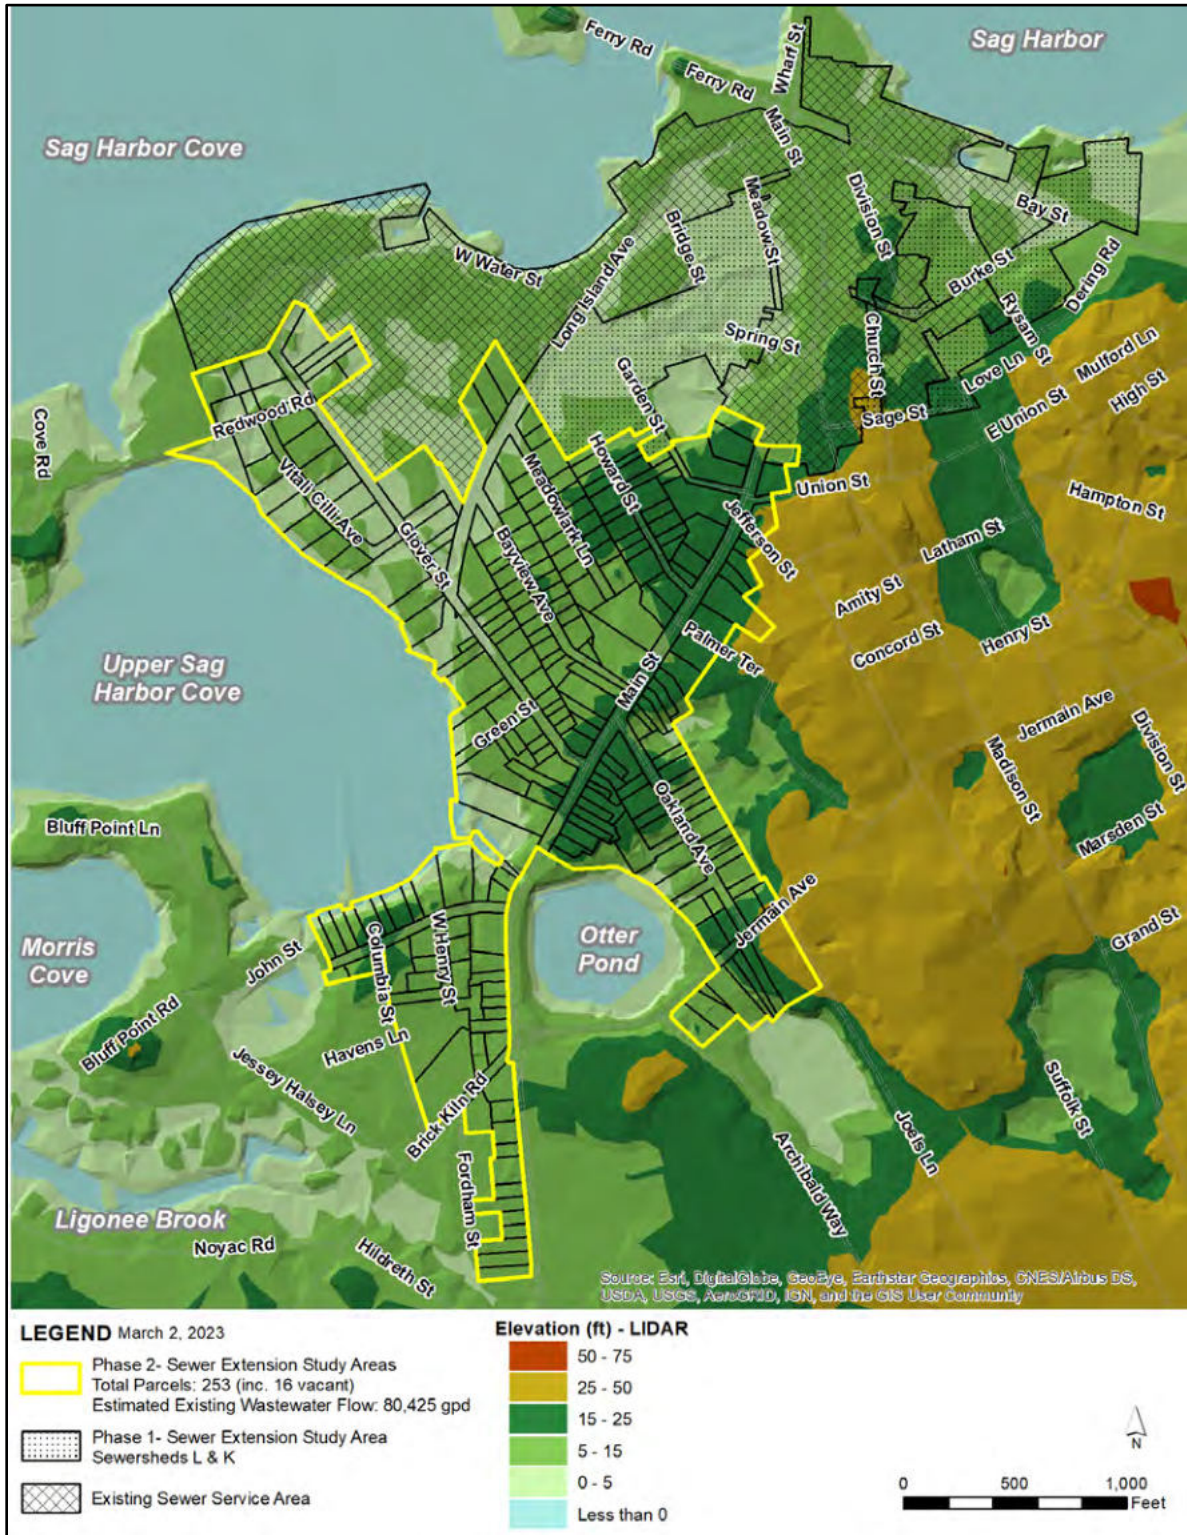 Ferry Rd
Sag Harbor
Wharf St
Ferry Rd
Main St
Sag Harbor Cove
Division St
Meadow St
Bay St
Bridge St
W Water St
Long Island Ave
Burke St
Dering Rd
Rysam St
Church St
Spring St
Mulford Ln
Love Ln
High St
Garden St
Sage St
E Union St
Redwood Rd
Cove Rd
Howard St
Meadowlark Ln
Union St
Hampton St
Vitali Cilli Ave
Glover St
Bayview Ave
Jefferson St
Latham St
Amity St
Concord St
Henry St
Palmer Ter
Upper Sag
Harbor Cove
Main St
Green St
Jermain Ave
Division St
Madison St
Oakland Ave
Marsden St
Bluff Point Ln
Jermain Ave
Grand St
Otter
Pond
Morris
Cove
John St
Columbia St
W Henry St
Bluff Point Rd
Havens Ln
Jessey Halsey Ln
Brick Kiln Rd
Suffolk St
Joels Ln
Archibald Way
Fordham St
Ligonee Brook
Noyac Rd
Hildreth St
Source: Esri, DigitalGlobe, GeoEye, Earthstar Geographics, CNES/Airbus DS,
USDA, USGS, AeroGRID, IGN, and the GIS User Community
LEGEND March 2, 2023
Phase 2- Sewer Extension Study Areas
Total Parcels: 253 (inc. 16 vacant)
Estimated Existing Wastewater Flow: 80,425 gpd
Phase 1- Sewer Extension Study Area
Sewersheds L & K
Existing Sewer Service Area
Elevation (ft) - LIDAR
50 - 75
25 - 50
15 - 25
5 - 15
0 - 5
Less than 0
N
0 500 1,000
Feet